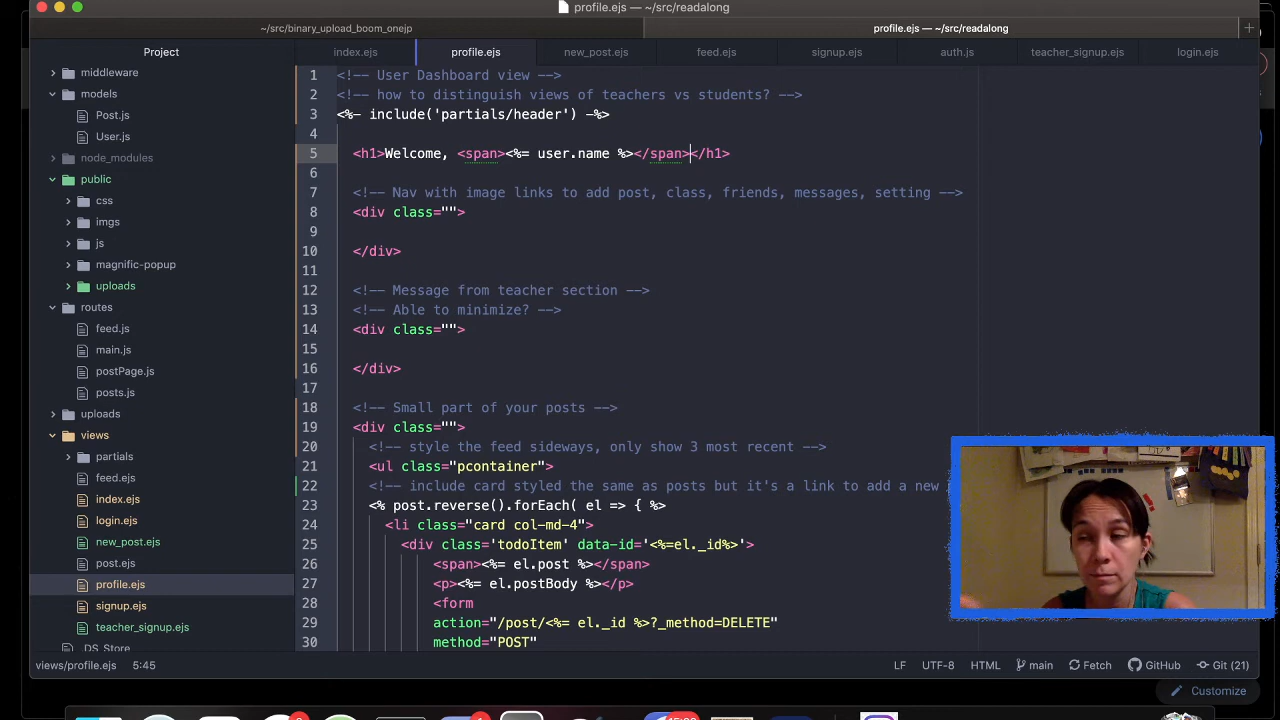 profile.ejs — ~/src/readalong
~/src/binary_upload_boom_onejp
profile.ejs — ~/src/readalong
Project
index.ejs
profile.ejs
new_post.ejs
feed.ejs
signup.ejs
auth.js
teacher_signup.ejs
login.ejs
middleware
models
Post.js
User.js
node_modules
public
css
imgs
js
magnific-popup
uploads
routes
feed.js
main.js
postPage.js
posts.js
uploads
views
partials
feed.ejs
index.ejs
login.ejs
new_post.ejs
post.ejs
profile.ejs
signup.ejs
teacher_signup.ejs
.DS_Store
1 <!-- User Dashboard view -->
2 <!-- how to distinguish views of teachers vs students? -->
3 <%- include('partials/header') -%>
4
5 <h1>Welcome, <span><%= user.name %></span></h1>
6
7 <!-- Nav with image links to add post, class, friends, messages, setting -->
8 <div class="">
9
10 </div>
11
12 <!-- Message from teacher section -->
13 <!-- Able to minimize? -->
14 <div class="">
15
16 </div>
17
18 <!-- Small part of your posts -->
19 <div class="">
20 <!-- style the feed sideways, only show 3 most recent -->
21 <ul class="pcontainer">
22 <!-- include card styled the same as posts but it's a link to add a new p
23 <% post.reverse().forEach( el => { %>
24 <li class="card col-md-4">
25 <div class='todoItem' data-id='<%=el._id%>'>
26 <span><%= el.post %></span>
27 <p><%= el.postBody %></p>
28 <form
29 action="/post/<%= el._id %>?_method=DELETE"
30 method="POST"
views/profile.ejs 5:45
LF UTF-8 HTML main Fetch GitHub Git (21)
Customize